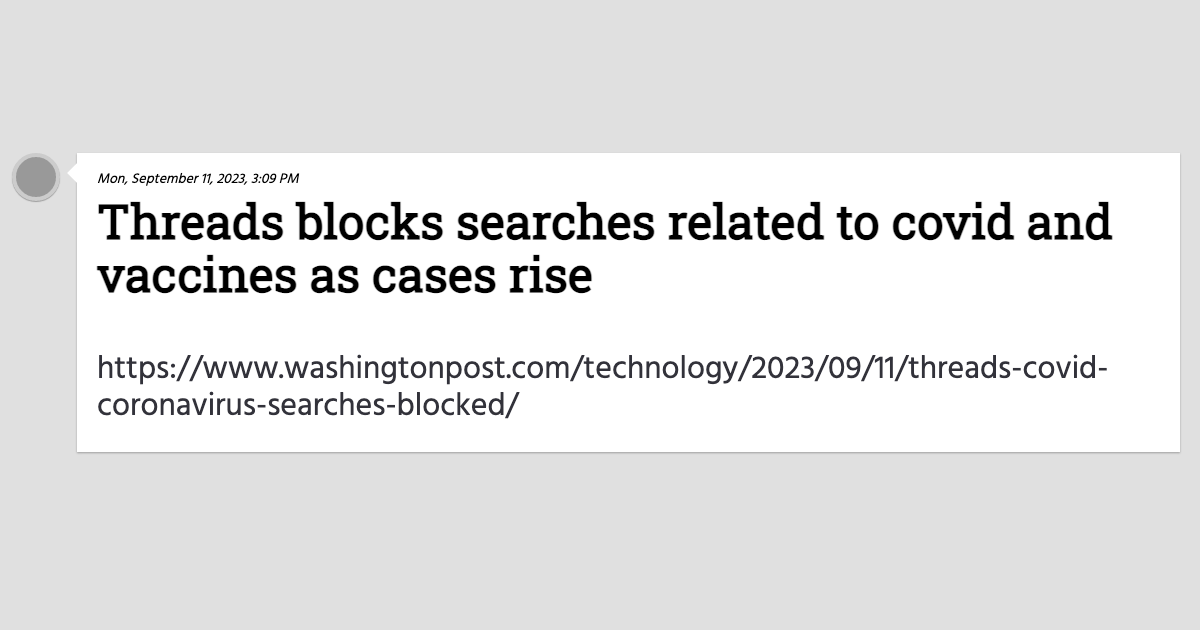 Mon, September 11, 2023, 3:09 PM
Threads blocks searches related to covid and
vaccines as cases rise
https://www.washingtonpost.com/technology/2023/09/11/threads-covid-
coronavirus-searches-blocked/